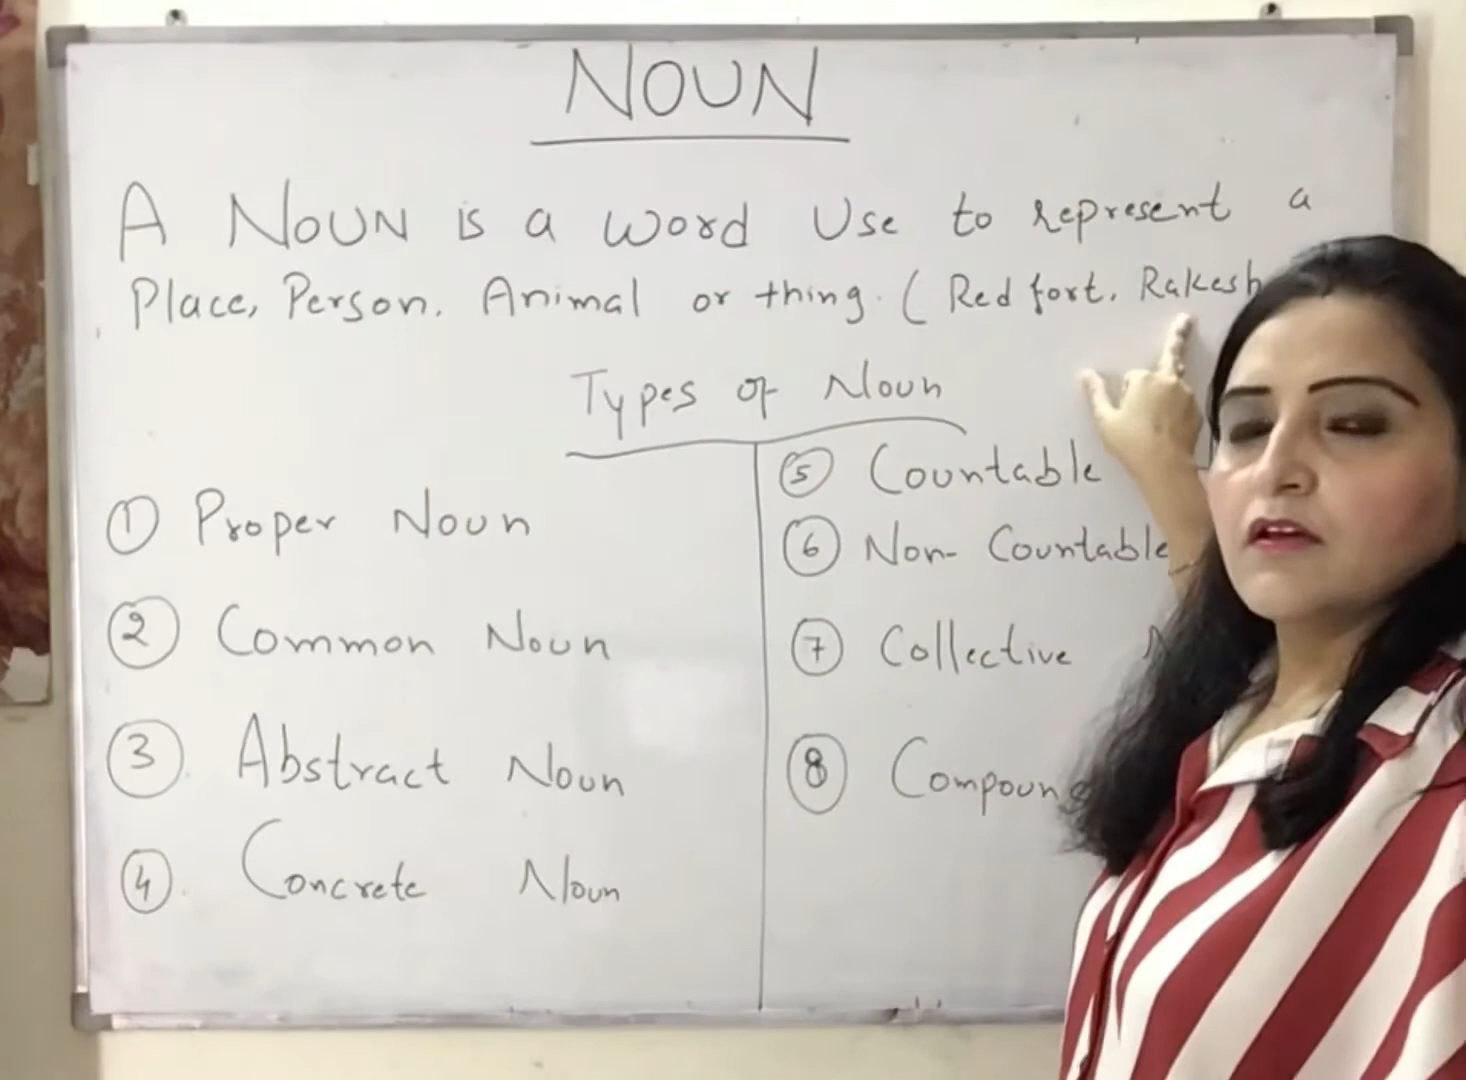 NOUN
A NOUN is a word Use to represent a
Place, Person. Animal or thing. ( Red fort. Rakesh
Types of Noun
① Proper Noun
② Common Noun
③ Abstract Noun
④ Concrete Noun
⑤ Countable
⑥ Non-Countable
⑦ Collective
⑧ Compound